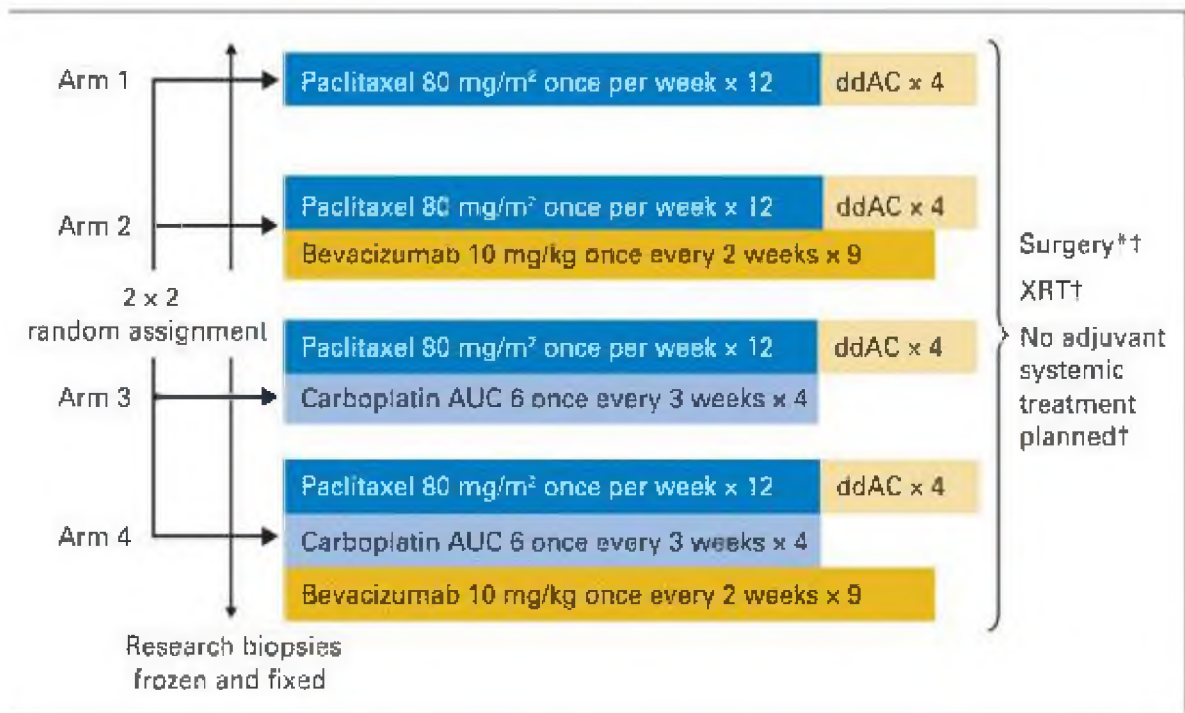 Arm 1
Paclitaxel 80 mg/m² once per week × 12
ddAC × 4
Arm 2
Paclitaxel 80 mg/m² once per week × 12
ddAC × 4
Bevacizumab 10 mg/kg once every 2 weeks × 9
2 × 2
random assignment
Arm 3
Paclitaxel 80 mg/m² once per week × 12
ddAC × 4
Carboplatin AUC 6 once every 3 weeks × 4
Arm 4
Paclitaxel 80 mg/m² once per week × 12
ddAC × 4
Carboplatin AUC 6 once every 3 weeks × 4
Bevacizumab 10 mg/kg once every 2 weeks × 9
Research biopsies
frozen and fixed
Surgery*†
XRT†
No adjuvant
systemic
treatment
planned†